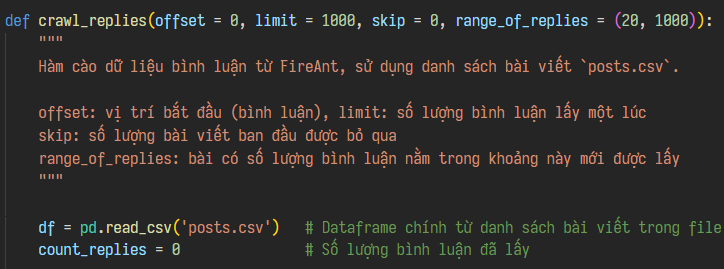 def crawl_replies(offset = 0, limit = 1000, skip = 0, range_of_replies = (20, 1000)):
"""
Hàm cào dữ liệu bình luận từ FireAnt, sử dụng danh sách bài viết `posts.csv`.
offset: vị trí bắt đầu (bình luận), limit: số lượng bình luận lấy một lúc
skip: số lượng bài viết ban đầu được bỏ qua
range_of_replies: bài có số lượng bình luận nằm trong khoảng này mới được lấy
"""
df = pd.read_csv('posts.csv') # Dataframe chính từ danh sách bài viết trong file
count_replies = 0 # Số lượng bình luận đã lấy